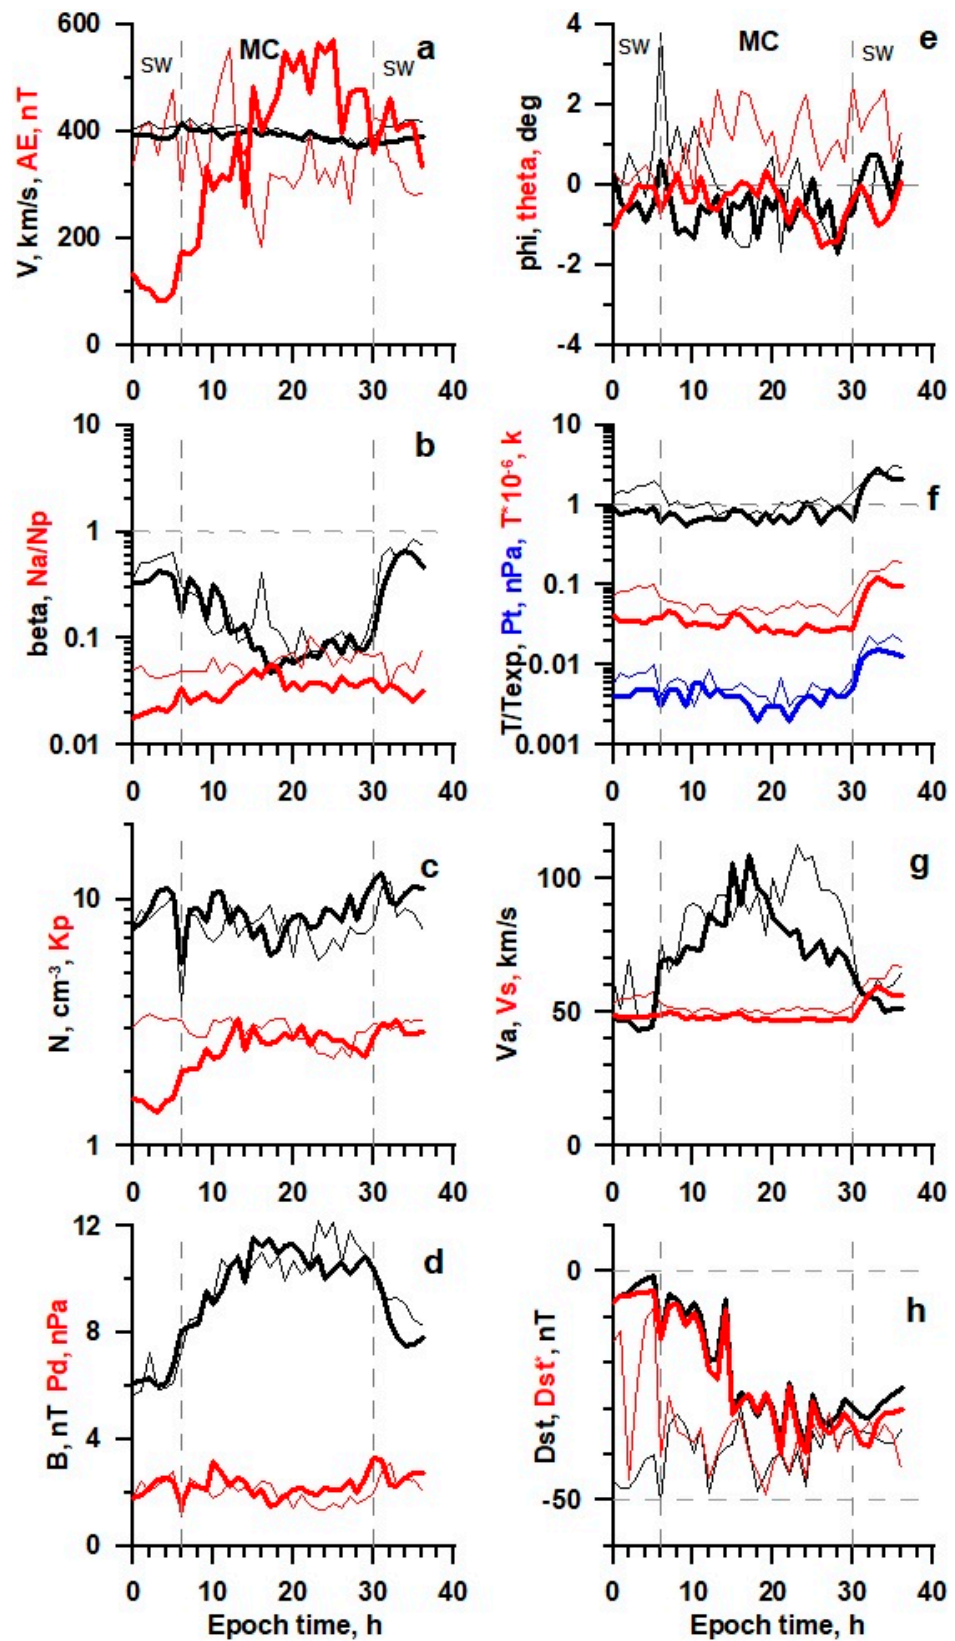 V, km/s, AE, nT
600
400
200
0
SW
MC
SW
a
0 10 20 30 40
phi, theta, deg
4
2
0
-2
-4
SW
MC
SW
e
0 10 20 30 40
beta, Na/Np
10
1
0.1
0.01
b
0 10 20 30 40
T/Texp, Pt, nPa, T*10⁻⁶, k
10
1
0.1
0.01
0.001
f
0 10 20 30 40
N, cm⁻³, Kp
10
1
c
0 10 20 30 40
Va, Vs, km/s
100
50
0
g
0 10 20 30 40
B, nT Pd, nPa
12
8
4
0
d
0 10 20 30 40
Epoch time, h
Dst, Dst*, nT
0
-50
h
0 10 20 30 40
Epoch time, h